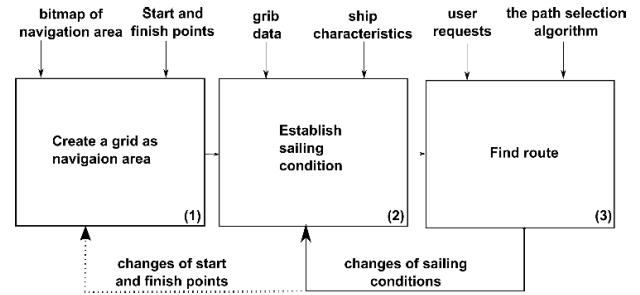 bitmap of
navigation area
Start and
finish points
grib
data
ship
characteristics
user
requests
the path selection
algorithm
Create a grid as
navigaion area
(1)
Establish
sailing
condition
(2)
Find route
(3)
changes of start
and finish points
changes of sailing
conditions